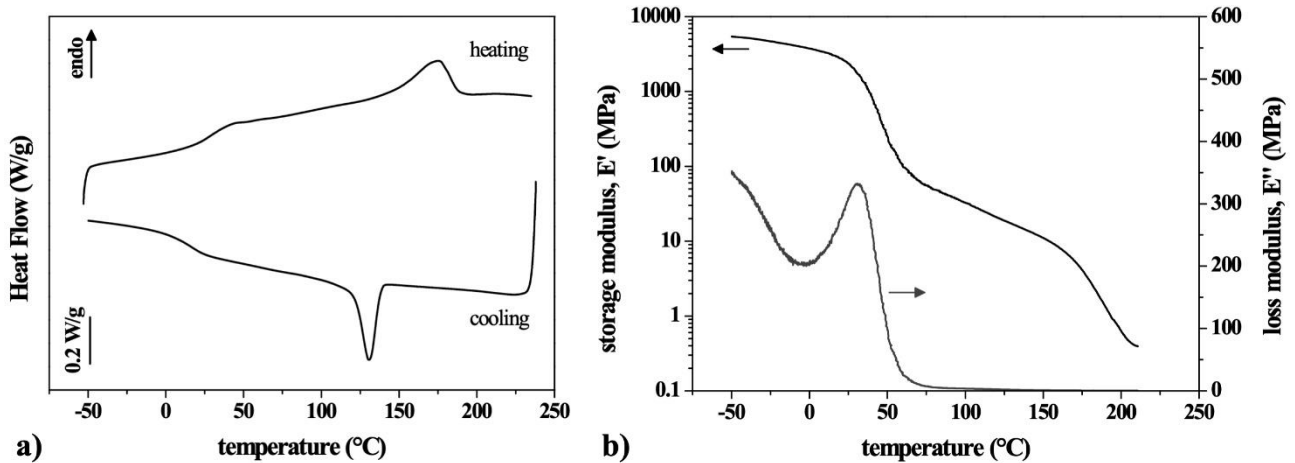 endo
heating
Heat Flow (W/g)
cooling
0.2 W/g
-50 0 50 100 150 200 250
temperature (°C)
a)
10000
1000
100
10
1
0.1
storage modulus, E' (MPa)
600
500
400
300
200
100
0
loss modulus, E'' (MPa)
-50 0 50 100 150 200
temperature (°C)
b)